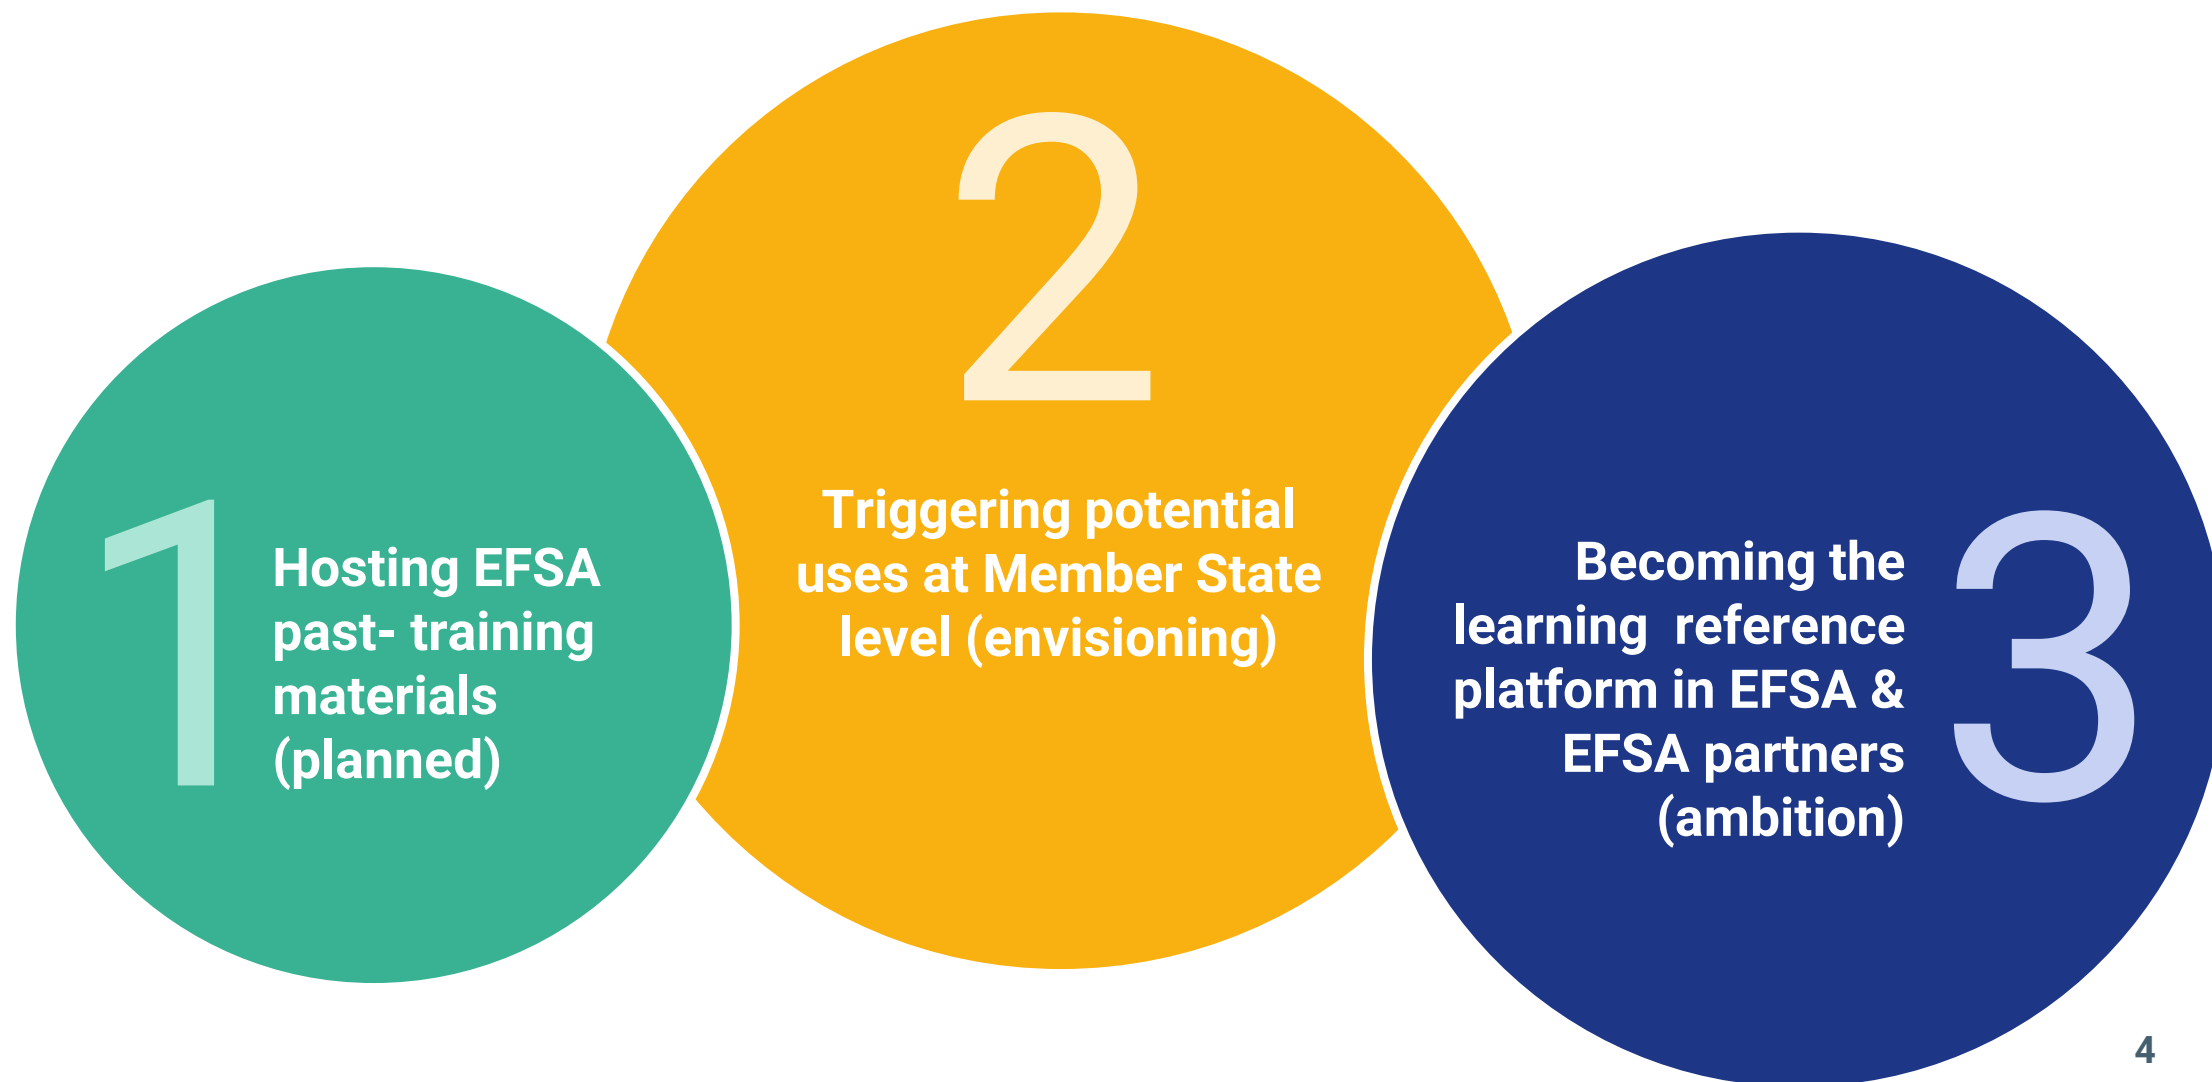 1
Hosting EFSA
past- training
materials
(planned)
2
Triggering potential
uses at Member State
level (envisioning)
Becoming the
learning reference
platform in EFSA &
EFSA partners
(ambition)
3
4